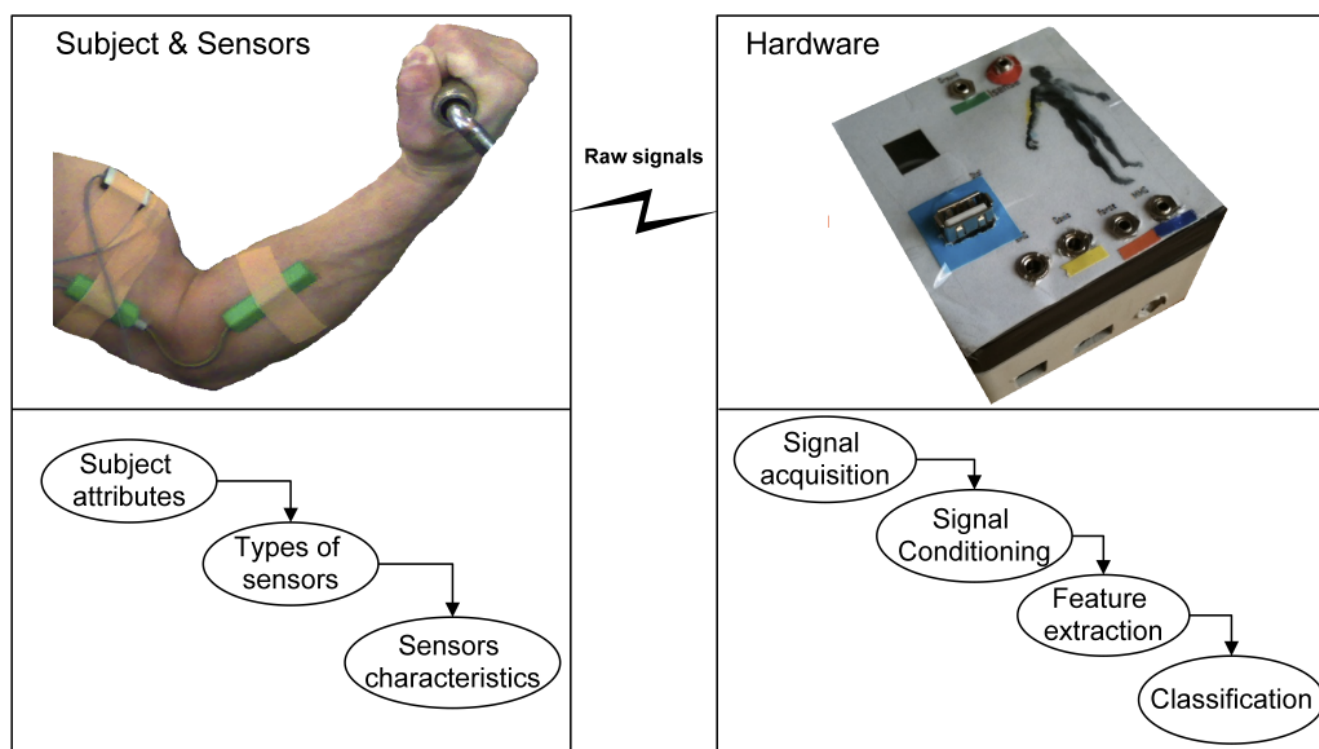 Subject & Sensors
Hardware
Raw signals
Force
Subject
attributes
Types of
sensors
Sensors
characteristics
Signal
acquisition
Signal
Conditioning
Feature
extraction
Classification